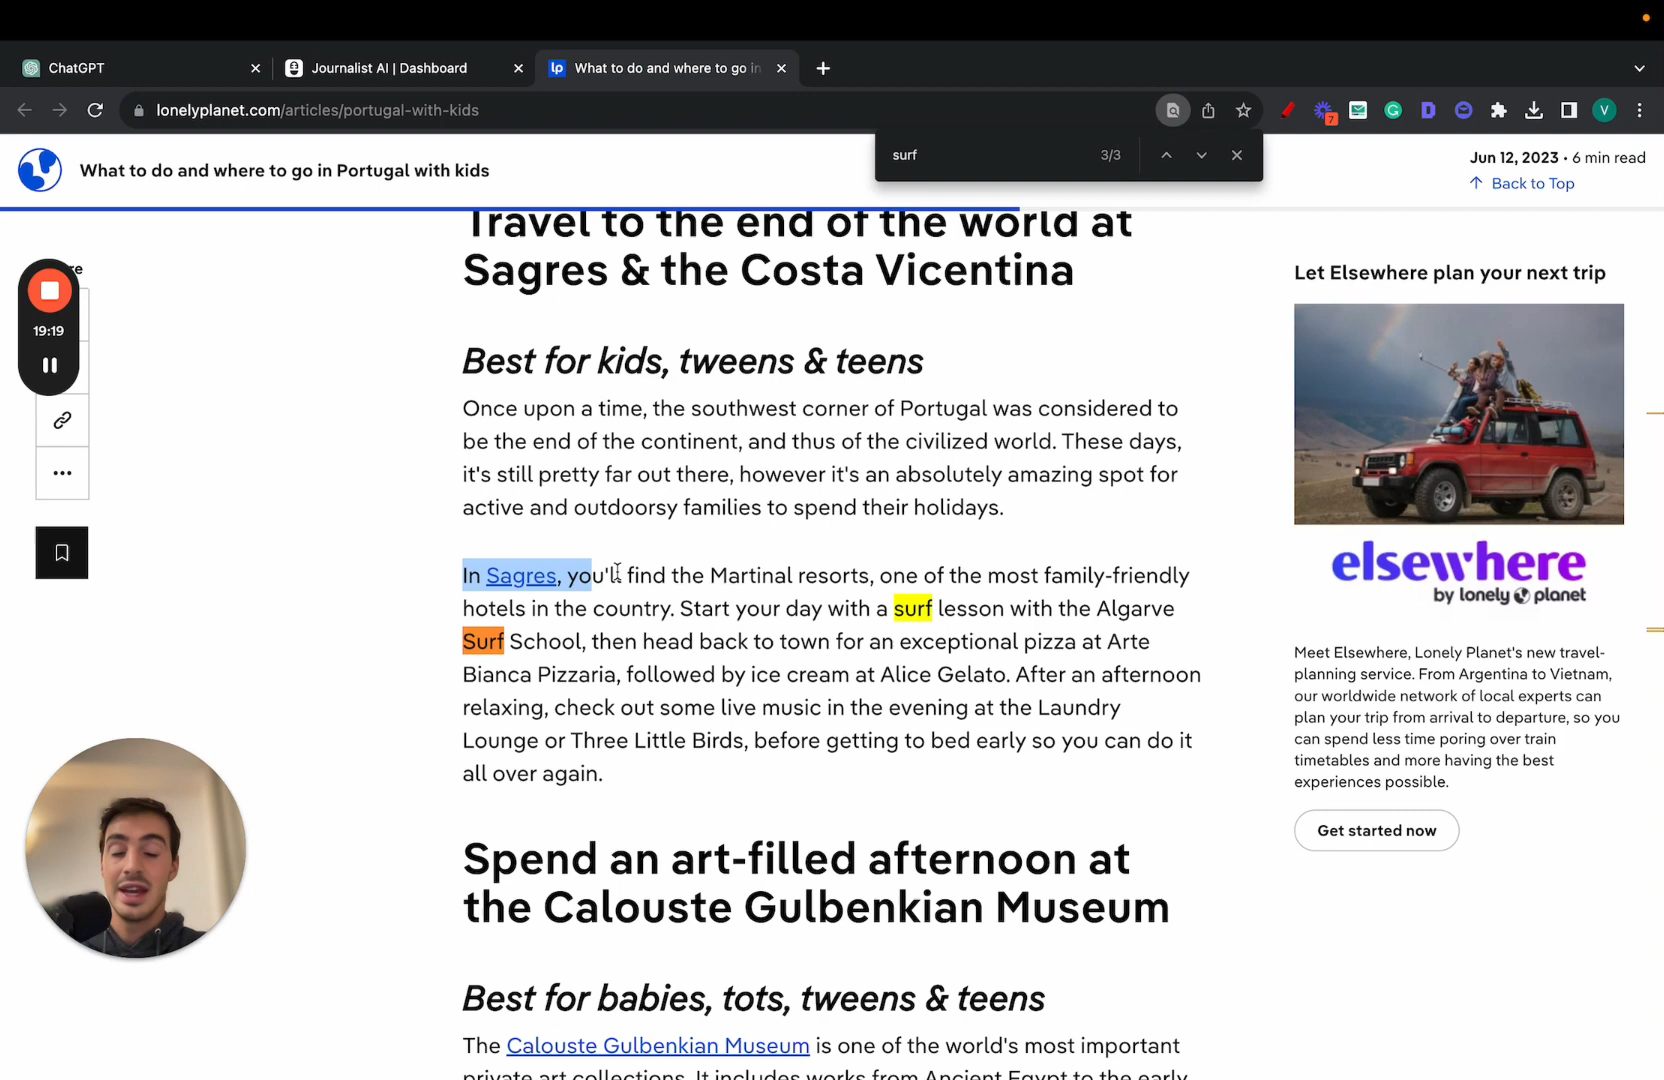 ChatGPT
Journalist AI | Dashboard
What to do and where to go in
lonelyplanet.com/articles/portugal-with-kids
7
V
surf
3/3
What to do and where to go in Portugal with kids
Jun 12, 2023 • 6 min read
Back to Top
Travel to the end of the world at
Sagres & the Costa Vicentina
re
19:19
Best for kids, tweens & teens
Once upon a time, the southwest corner of Portugal was considered to
be the end of the continent, and thus of the civilized world. These days,
it's still pretty far out there, however it's an absolutely amazing spot for
active and outdoorsy families to spend their holidays.
In Sagres, you'll find the Martinal resorts, one of the most family-friendly
hotels in the country. Start your day with a surf lesson with the Algarve
Surf School, then head back to town for an exceptional pizza at Arte
Bianca Pizzaria, followed by ice cream at Alice Gelato. After an afternoon
relaxing, check out some live music in the evening at the Laundry
Lounge or Three Little Birds, before getting to bed early so you can do it
all over again.
Spend an art-filled afternoon at
the Calouste Gulbenkian Museum
Best for babies, tots, tweens & teens
The Calouste Gulbenkian Museum is one of the world's most important
private art collections. It includes works from Ancient Egypt to the early
Let Elsewhere plan your next trip
elsewhere
by lonely planet
Meet Elsewhere, Lonely Planet's new travel-
planning service. From Argentina to Vietnam,
our worldwide network of local experts can
plan your trip from arrival to departure, so you
can spend less time poring over train
timetables and more having the best
experiences possible.
Get started now